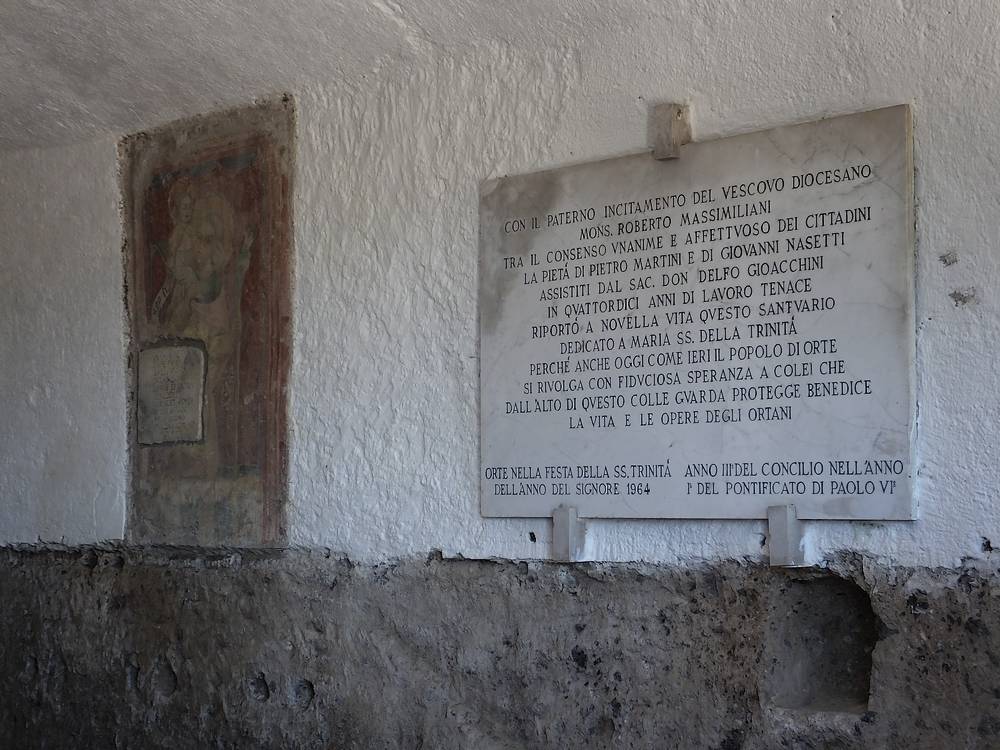 CON IL PATERNO INCITAMENTO DEL VESCOVO DIOCESANO
MONS. ROBERTO MASSIMILIANI
TRA IL CONSENSO VNANIME E AFFETTVOSO DEI CITTADINI
LA PIETÁ DI PIETRO MARTINI E DI GIOVANNI NASETTI
ASSISTITI DAL SAC. DON DELFO GIOACCHINI
IN QVATTORDICI ANNI DI LAVORO TENACE
RIPORTÓ A NOVELLA VITA QVESTO SANTVARIO
DEDICATO A MARIA SS. DELLA TRINITÁ
PERCHÉ ANCHE OGGI COME IERI IL POPOLO DI ORTE
SI RIVOLGA CON FIDVCIOSA SPERANZA A COLEI CHE
DALL'ALTO DI QVESTO COLLE GVARDA PROTEGGE BENEDICE
LA VITA E LE OPERE DEGLI ORTANI
ORTE NELLA FESTA DELLA SS. TRINITÁ
DELL'ANNO DEL SIGNORE 1964
ANNO III° DEL CONCILIO NELL'ANNO
I° DEL PONTIFICATO DI PAOLO VI°